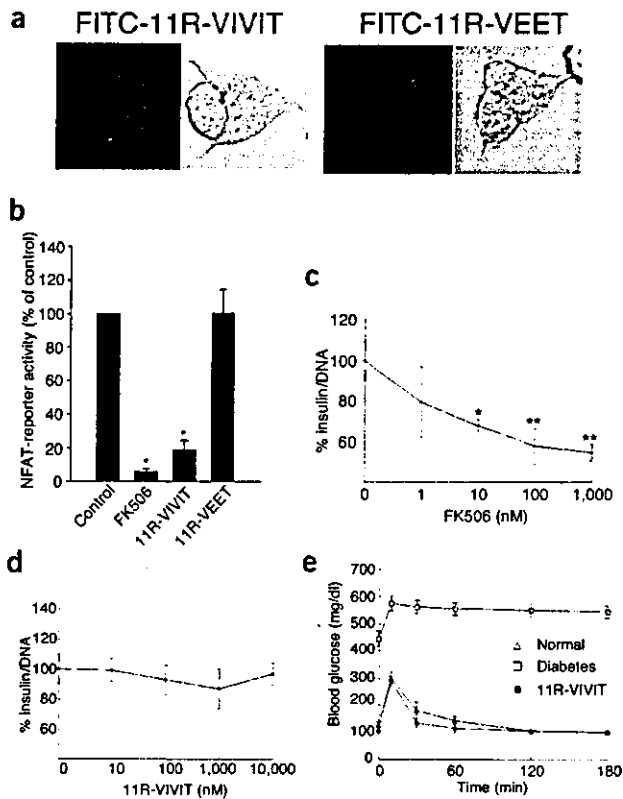 a
FITC-11R-VIVIT
FITC-11R-VEET
b
NFAT-reporter activity (% of control)
140
120
100
80
60
40
20
0
Control
FK506
11R-VIVIT
11R-VEET
*
*
c
% insulin/DNA
120
100
80
60
*
**
**
0
1
10
100
1,000
FK506 (nM)
d
% Insulin/DNA
140
120
100
80
60
0
10
100
1,000
10,000
11R-VIVIT (nM)
e
Blood glucose (mg/dl)
700
600
500
400
300
200
100
0
Normal
Diabetes
11R-VIVIT
0
60
120
180
Time (min)